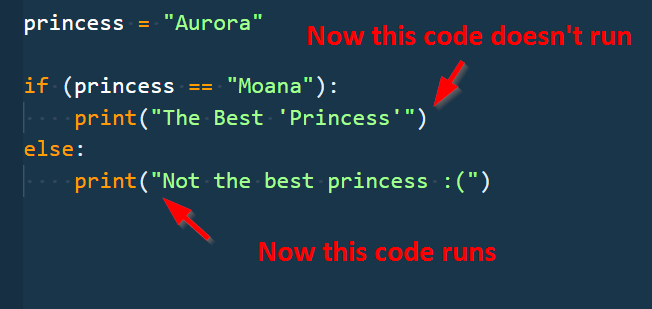 princess = "Aurora"
Now this code doesn't run
if (princess == "Moana"):
    print("The Best 'Princess'")
else:
    print("Not the best princess :(")
Now this code runs